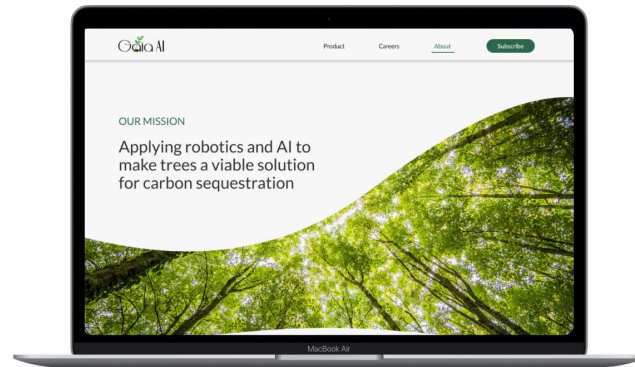 Gaia AI
Product Careers About Subscribe
OUR MISSION
Applying robotics and AI to
make trees a viable solution
for carbon sequestration
MacBook Air